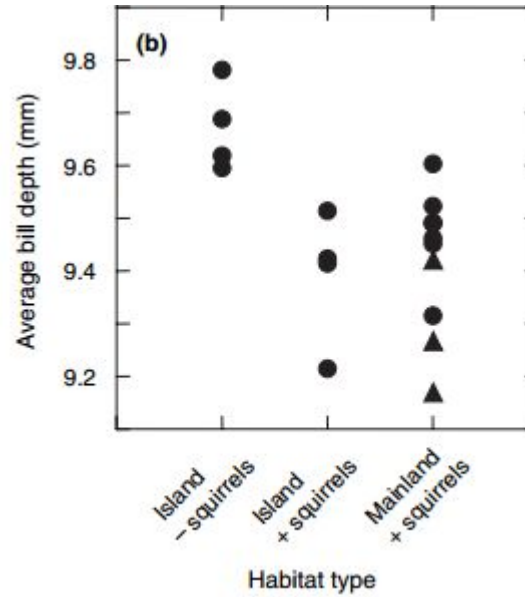 (b)
Average bill depth (mm)
9.8
9.6
9.4
9.2
Island
– squirrels
Island
+ squirrels
Mainland
+ squirrels
Habitat type